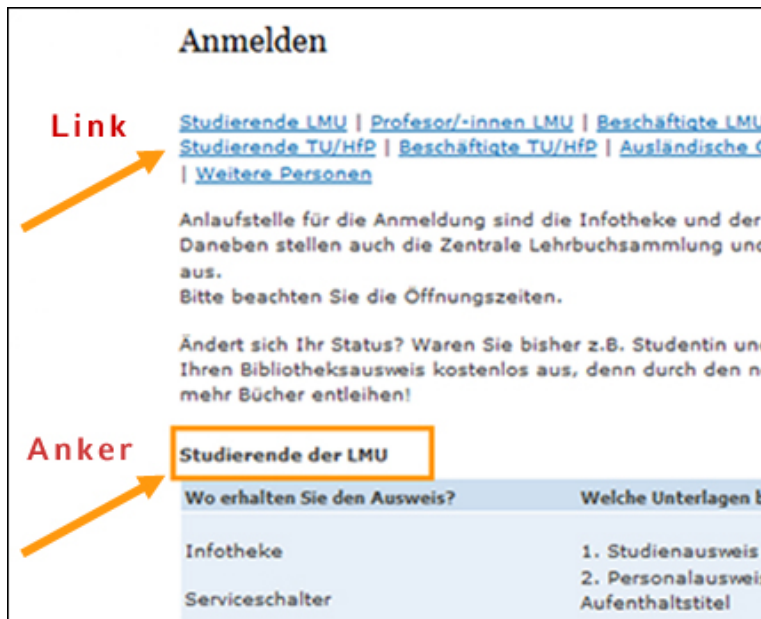 Anmelden
Link
Studierende LMU | Profesor/-innen LMU | Beschäftigte LMU
Studierende TU/HfP | Beschäftigte TU/HfP | Ausländische
| Weitere Personen
Anlaufstelle für die Anmeldung sind die Infotheke und der
Daneben stellen auch die Zentrale Lehrbuchsammlung und
aus.
Bitte beachten Sie die Öffnungszeiten.
Ändert sich Ihr Status? Waren Sie bisher z.B. Studentin und
Ihren Bibliotheksausweis kostenlos aus, denn durch den
mehr Bücher entleihen!
Anker
Studierende der LMU
Wo erhalten Sie den Ausweis? Welche Unterlagen
Infotheke 1. Studienausweis
2. Personalausweis
Serviceschalter Aufenthaltstitel